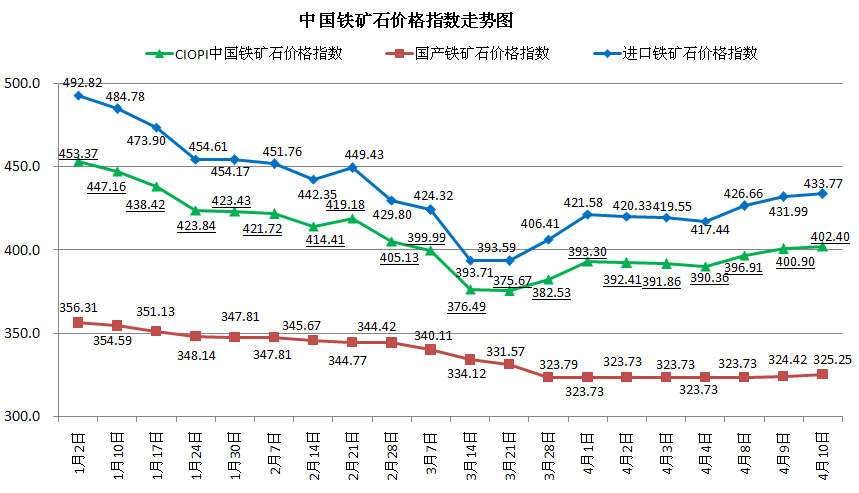 中国铁矿石价格指数走势图
CIOPI中国铁矿石价格指数 国产铁矿石价格指数 进口铁矿石价格指数
500.0
450.0
400.0
350.0
300.0
492.82 484.78 473.90 454.61 454.17 451.76 442.35 449.43 429.80 424.32 393.71 393.59 406.41 421.58 420.33 419.55 417.44 426.66 431.99 433.77
453.37 447.16 438.42 423.84 423.43 421.72 414.41 419.18 405.13 399.99 376.49 375.67 382.53 393.30 392.41 391.86 390.36 396.91 400.90 402.40
356.31 354.59 351.13 348.14 347.81 347.81 345.67 344.77 344.42 340.11 334.12 331.57 323.79 323.73 323.73 323.73 323.73 323.73 324.42 325.25
1月2日 1月10日 1月17日 1月24日 1月30日 2月7日 2月14日 2月21日 2月28日 3月7日 3月14日 3月21日 3月28日 4月1日 4月2日 4月3日 4月4日 4月8日 4月9日 4月10日